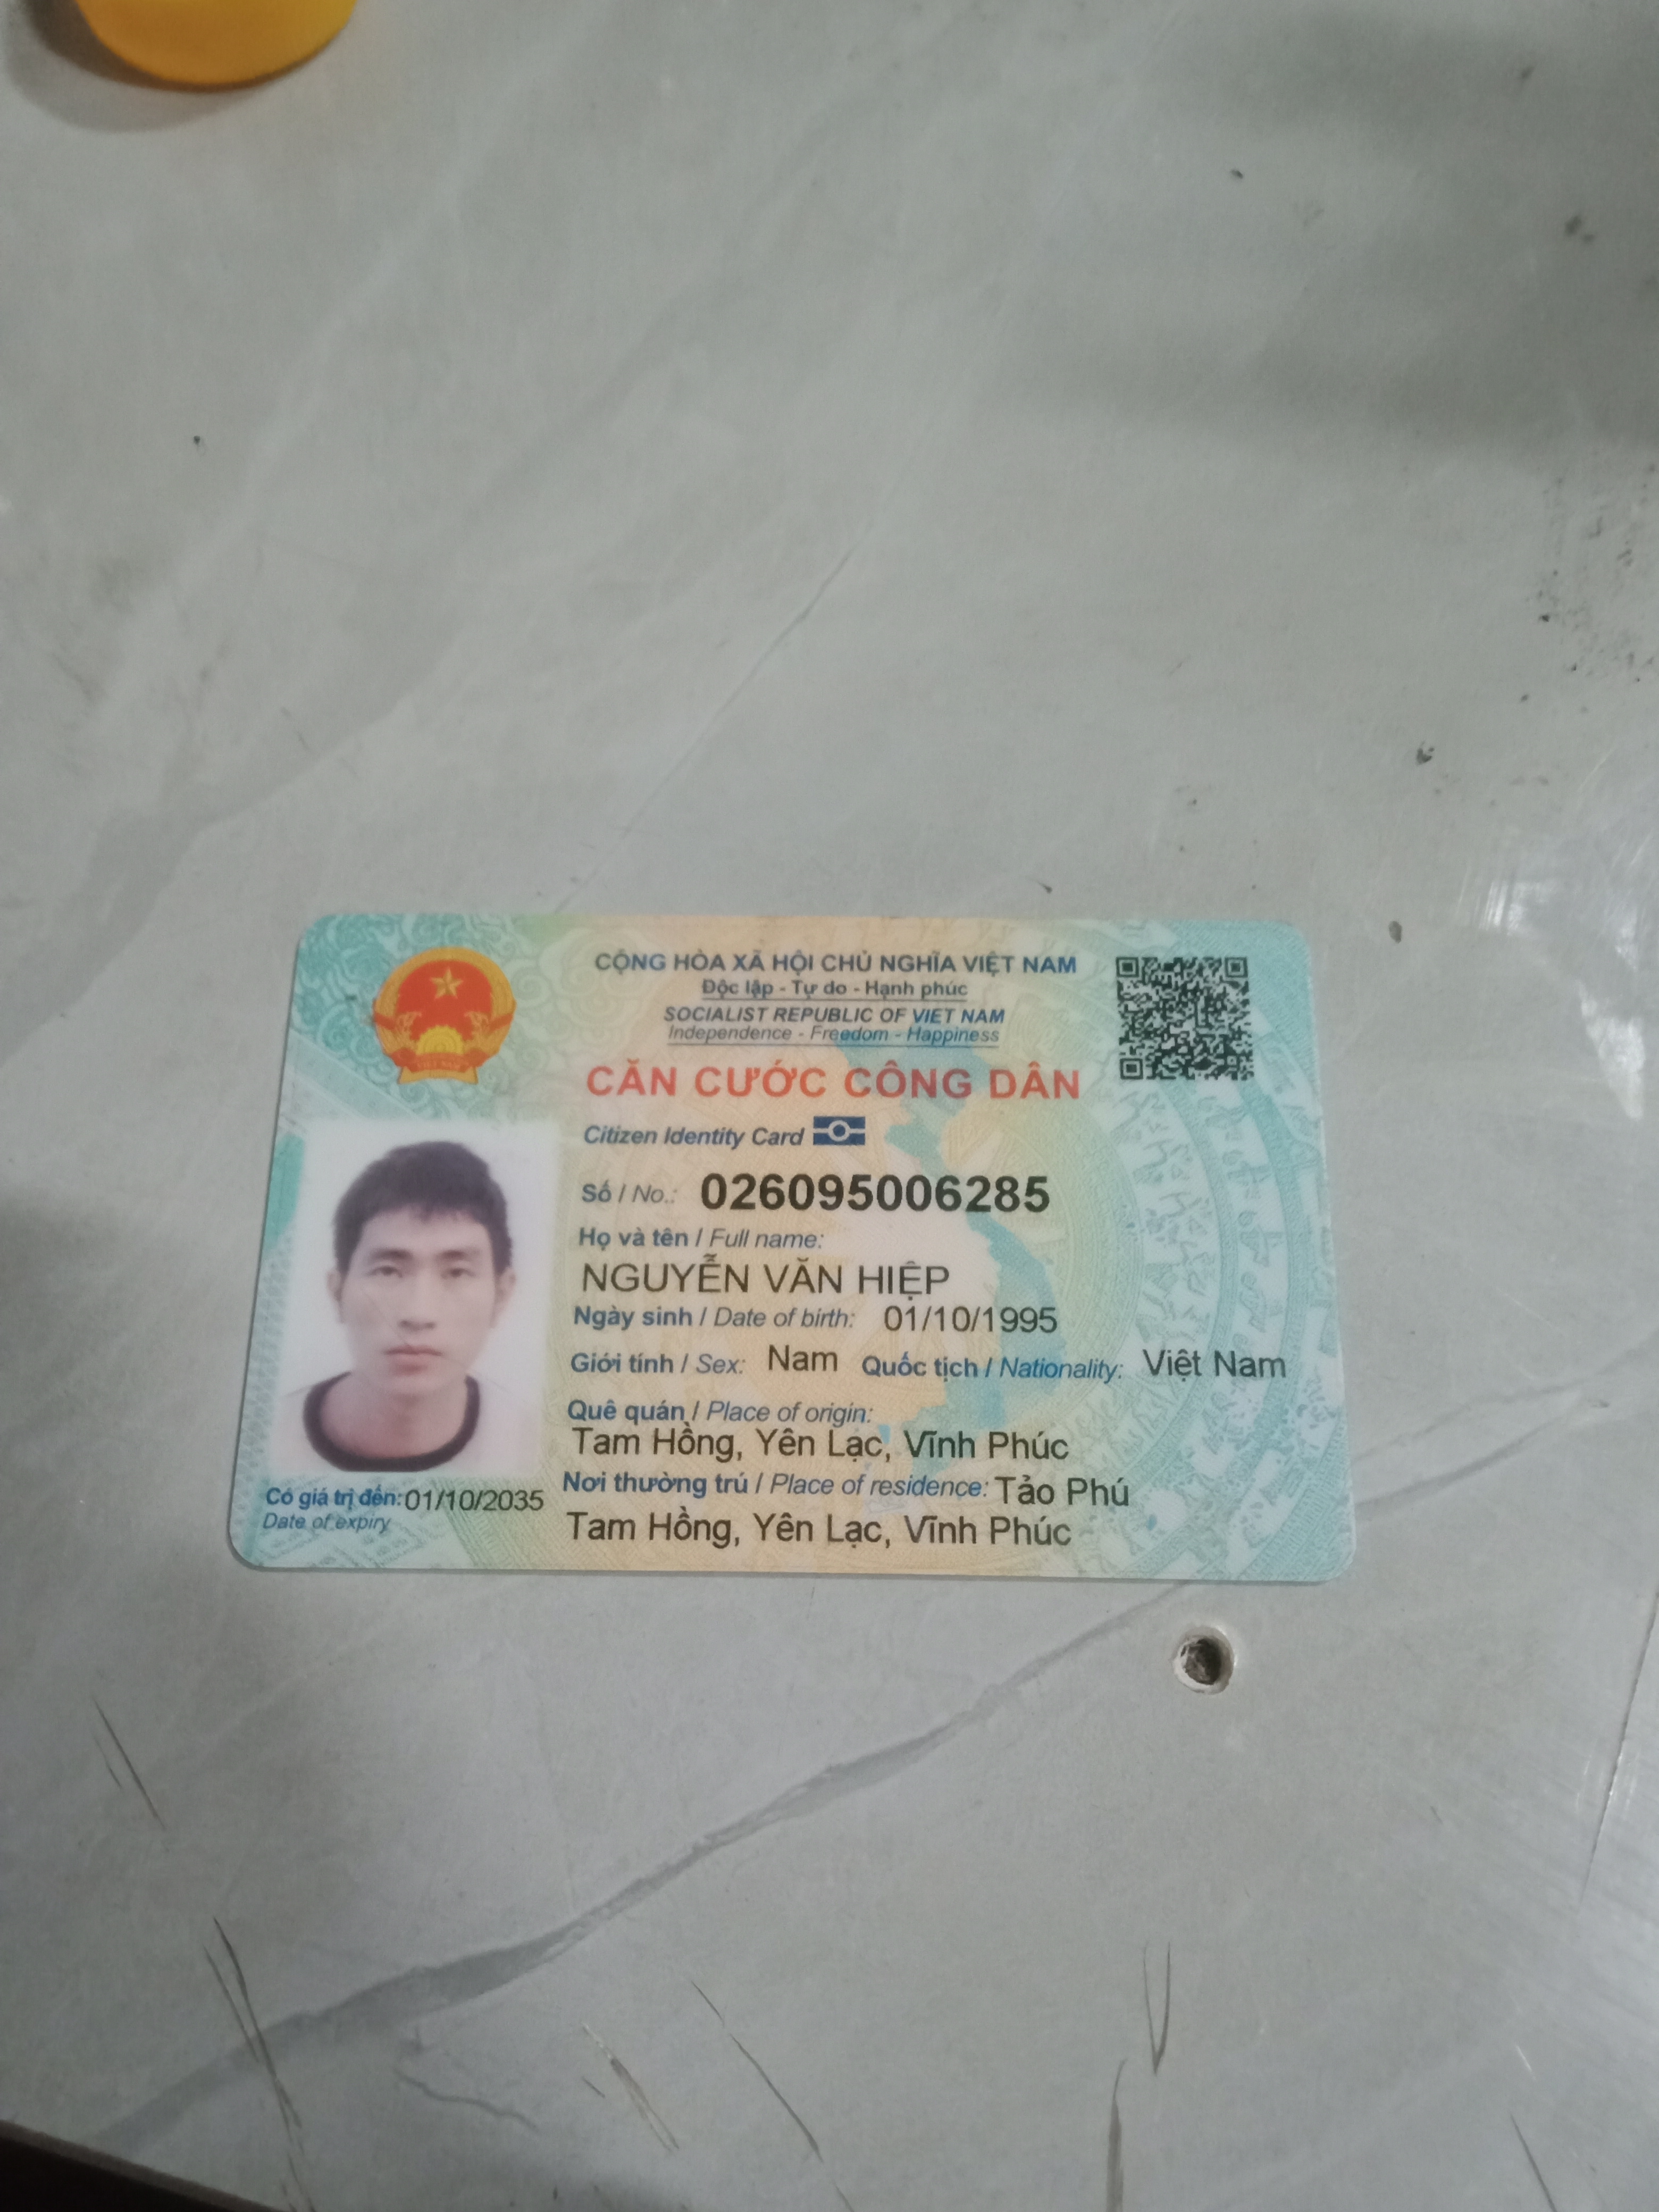 CỘNG HÒA XÃ HỘI CHỦ NGHĨA VIỆT NAM
Độc lập - Tự do - Hạnh phúc
SOCIALIST REPUBLIC OF VIET NAM
Independence - Freedom - Happiness
CĂN CƯỚC CÔNG DÂN
Citizen Identity Card
Số / No.: 026095006285
Họ và tên / Full name:
NGUYỄN VĂN HIỆP
Ngày sinh / Date of birth: 01/10/1995
Giới tính / Sex: Nam Quốc tịch / Nationality: Việt Nam
Quê quán / Place of origin:
Tam Hồng, Yên Lạc, Vĩnh Phúc
Nơi thường trú / Place of residence: Tảo Phú
Tam Hồng, Yên Lạc, Vĩnh Phúc
Có giá trị đến: 01/10/2035
Date of expiry